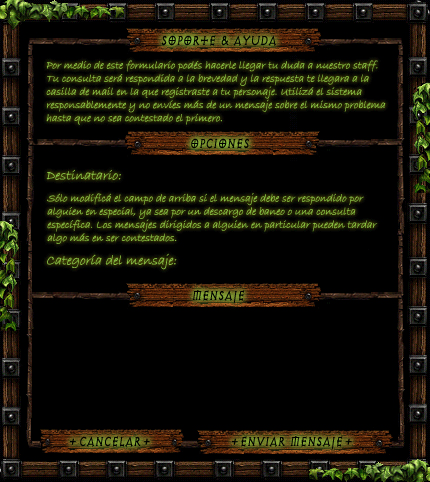 SOPORTE & AYUDA
Por medio de este formulario podés hacerle llegar tu duda a nuestro staff.
Tu consulta será respondida a la brevedad y la respuesta te llegara a la
casilla de mail en la que registraste a tu personaje. Utilizá el sistema
responsablemente y no envíes más de un mensaje sobre el mismo problema
hasta que no sea contestado el primero.
OPCIONES
Destinatario:
Sólo modificá el campo de arriba si el mensaje debe ser respondido por
alguien en especial, ya sea por un descargo de baneo o una consulta
específica. Los mensajes dirigidos a alguien en particular pueden tardar
algo más en ser contestados.
Categoría del mensaje:
MENSAJE
+CANCELAR+
+ENVIAR MENSAJE+